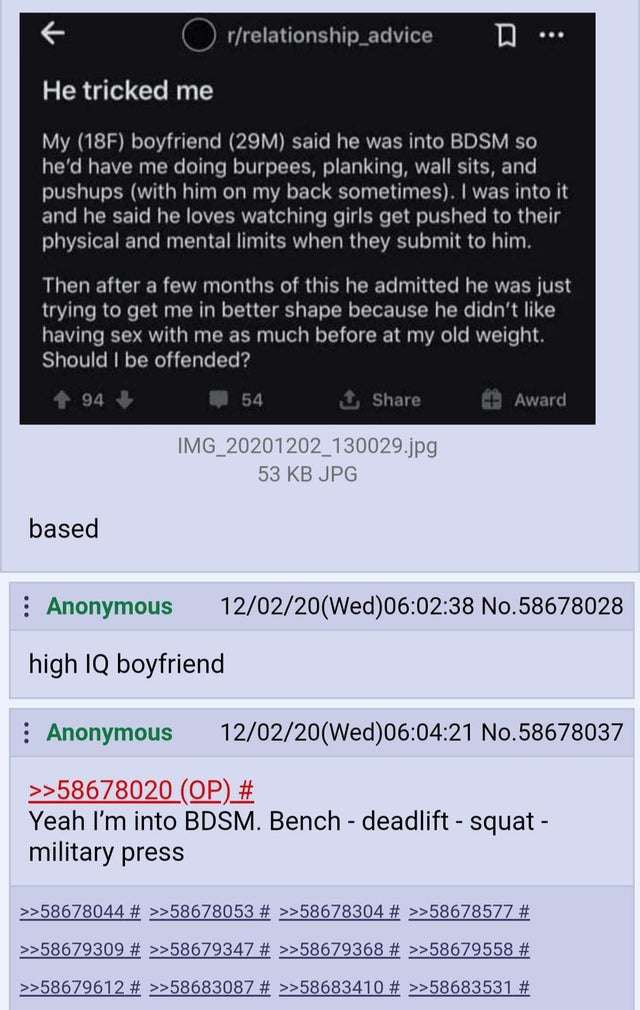 r/relationship_advice
He tricked me
My (18F) boyfriend (29M) said he was into BDSM so
he'd have me doing burpees, planking, wall sits, and
pushups (with him on my back sometimes). I was into it
and he said he loves watching girls get pushed to their
physical and mental limits when they submit to him.
Then after a few months of this he admitted he was just
trying to get me in better shape because he didn't like
having sex with me as much before at my old weight.
Should I be offended?
94 54 Share Award
IMG_20201202_130029.jpg
53 KB JPG
based
Anonymous 12/02/20(Wed)06:02:38 No.58678028
high IQ boyfriend
Anonymous 12/02/20(Wed)06:04:21 No.58678037
>>58678020 (OP) #
Yeah I'm into BDSM. Bench - deadlift - squat -
military press
>>58678044 # >>58678053 # >>58678304 # >>58678577 #
>>58679309 # >>58679347 # >>58679368 # >>58679558 #
>>58679612 # >>58683087 # >>58683410 # >>58683531 #